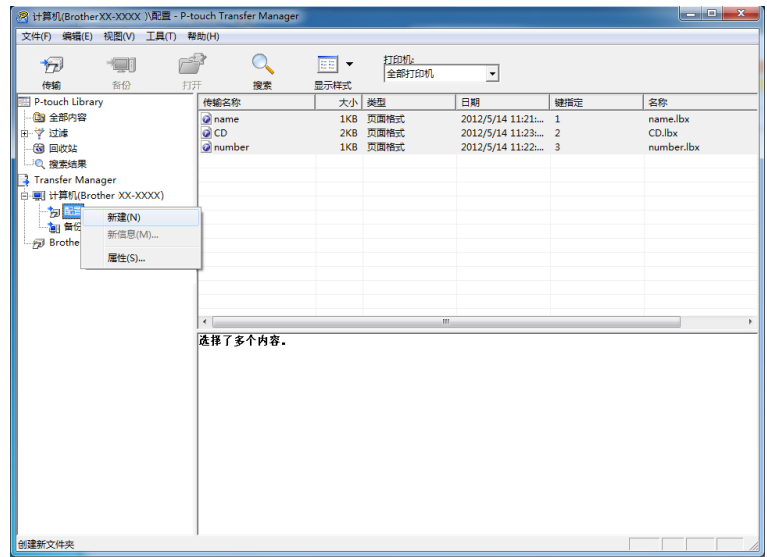 计算机(BrotherXX-XXXX )\配置 - P-touch Transfer Manager
文件(F) 编辑(E) 视图(V) 工具(T) 帮助(H)
传输 备份 打开 搜索 显示样式
打印机:
全部打印机
P-touch Library
全部内容
过滤
回收站
搜索结果
Transfer Manager
计算机(Brother XX-XXXX)
配置
备份
Brothe
新建(N)
新信息(M)...
属性(S)...
传输名称 大小 类型 日期 键指定 名称
name 1KB 页面格式 2012/5/14 11:21:... 1 name.lbx
CD 2KB 页面格式 2012/5/14 11:23:... 2 CD.lbx
number 1KB 页面格式 2012/5/14 11:22:... 3 number.lbx
选择了多个内容。
创建新文件夹